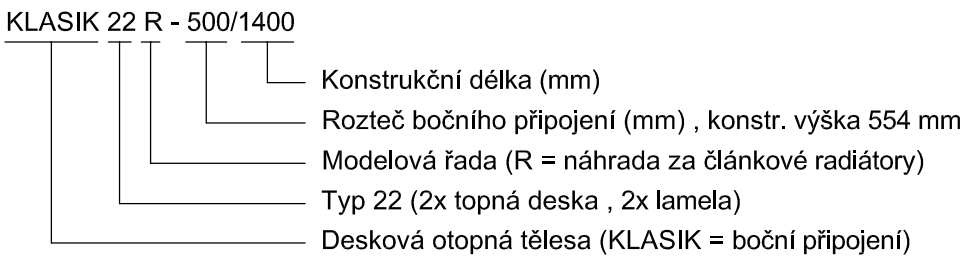 KLASIK 22 R - 500/1400
Konstrukční délka (mm)
Rozteč bočního připojení (mm) , konstr. výška 554 mm
Modelová řada (R = náhrada za článkové radiátory)
Typ 22 (2x topná deska , 2x lamela)
Desková otopná tělesa (KLASIK = boční připojení)